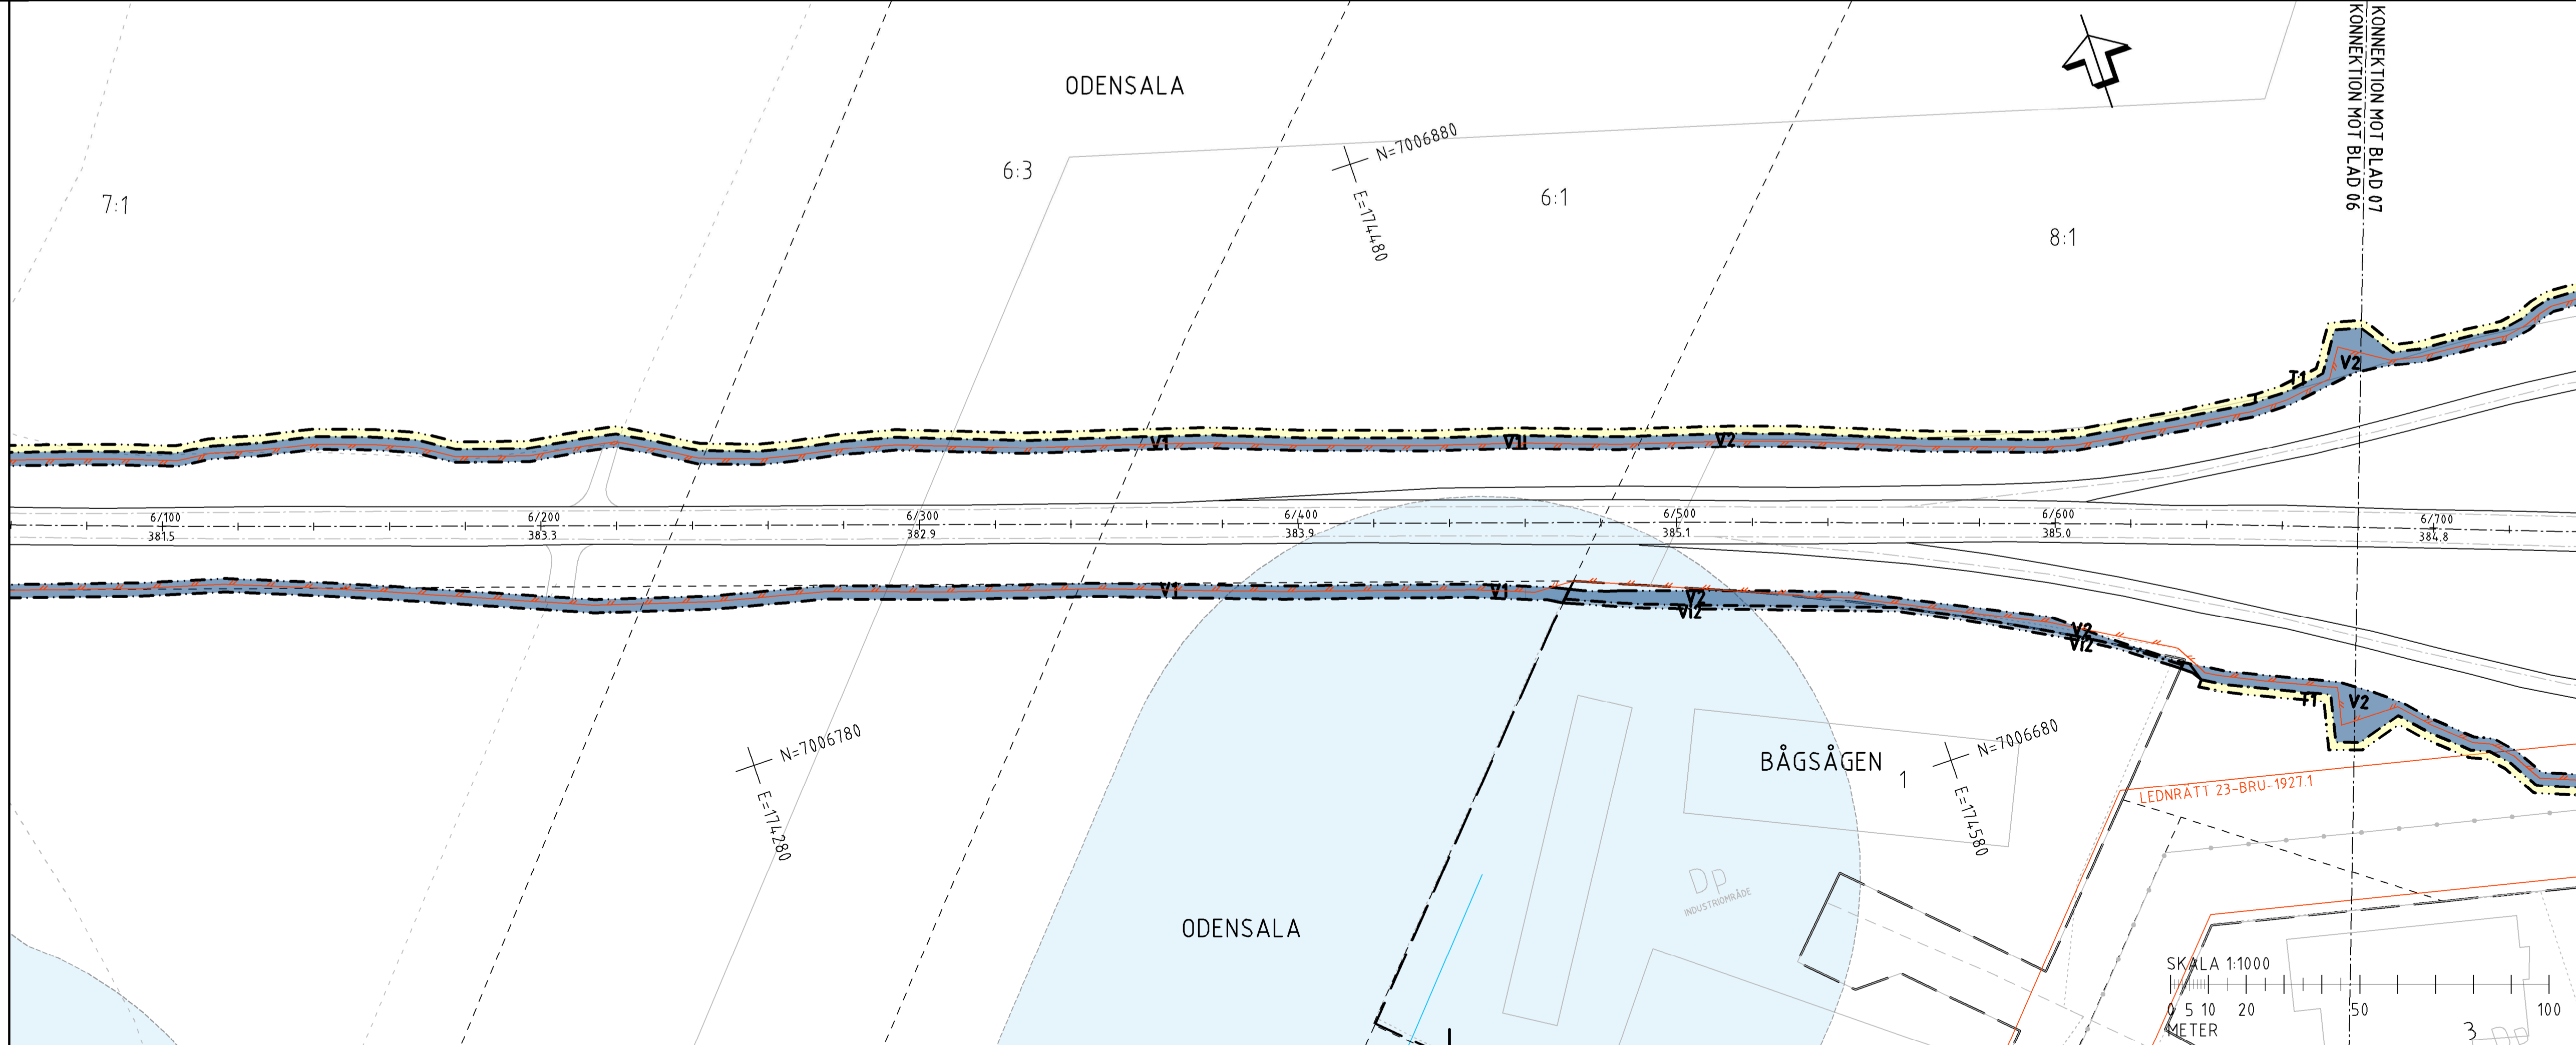 KONNEKTION MOT BLAD 07
KONNEKTION MOT BLAD 06
ODENSALA
N=7006880
E=174480
6:3
6:1
7:1
8:1
V2
T1
T
V1
V1
V2
6/100
381.5
6/200
383.3
6/300
382.9
6/400
383.9
6/500
385.1
6/600
385.0
6/700
384.8
V1
V1
V2
Vi2
V2
Vi2
T1
V2
N=7006780
E=174280
BÅGSÅGEN
1
N=7006680
E=174580
LEDNRÄTT 23-BRU-1927.1
Dp
INDUSTRIOMRÅDE
ODENSALA
SKALA 1:1000
0 5 10 20 50 100
METER
3
Dp